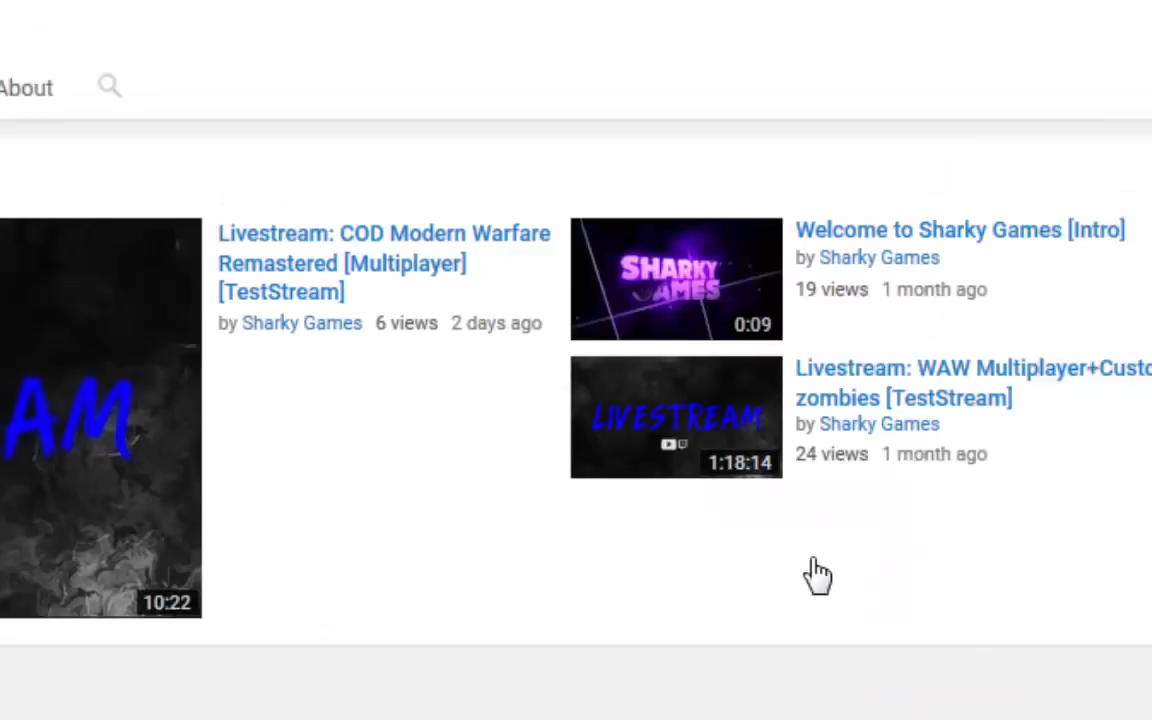 About
AM
10:22
Livestream: COD Modern Warfare
Remastered [Multiplayer]
[TestStream]
by Sharky Games 6 views 2 days ago
SHARKY
GAMES
0:09
Welcome to Sharky Games [Intro]
by Sharky Games
19 views 1 month ago
LIVESTREAM
1:18:14
Livestream: WAW Multiplayer+Custo
zombies [TestStream]
by Sharky Games
24 views 1 month ago